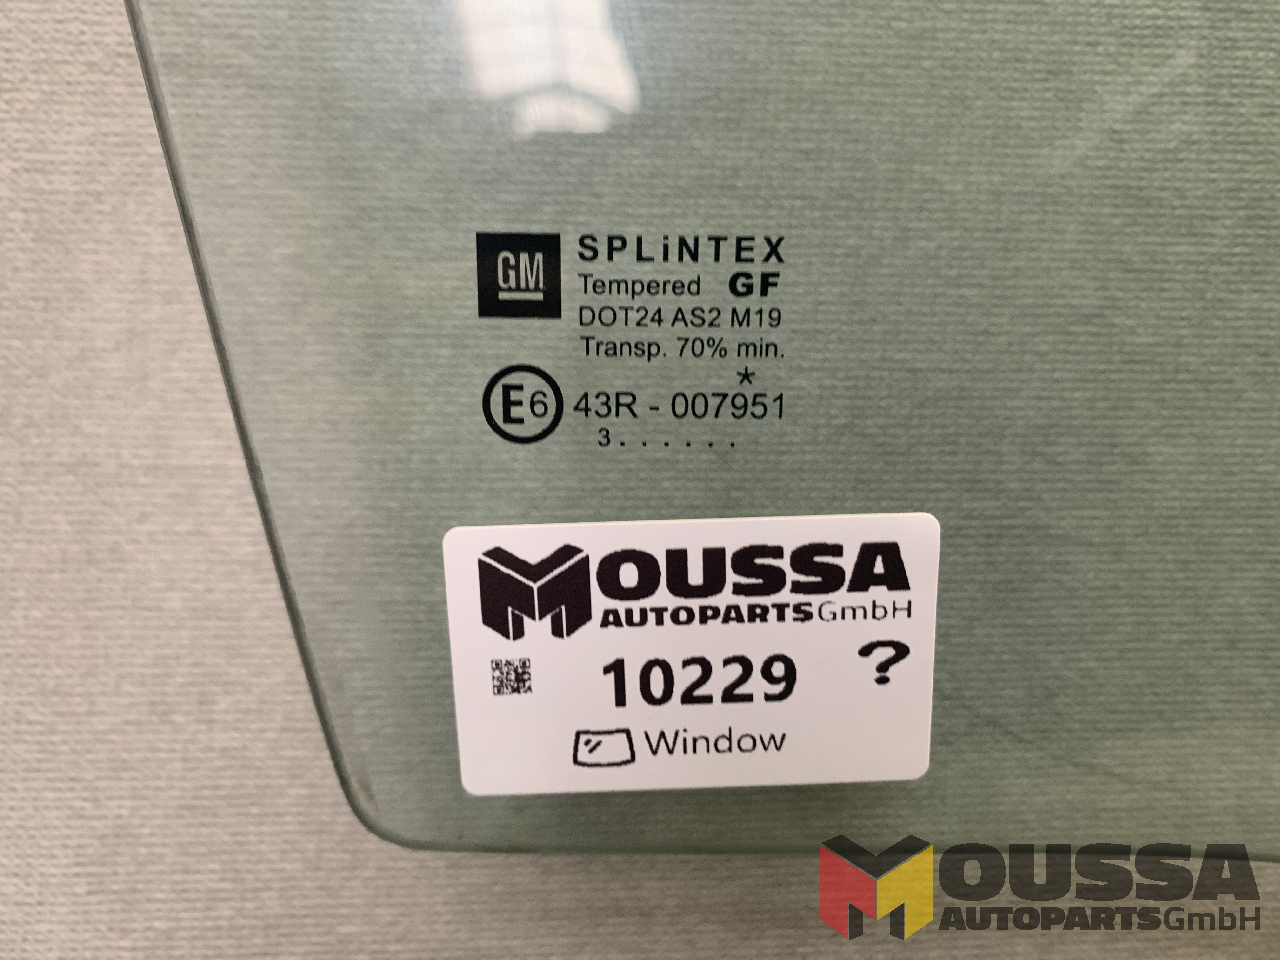 GM
SPLiNTEX
Tempered GF
DOT24 AS2 M19
Transp. 70% min.
*
E6 43R - 007951
3 . . . . . .
MOUSSA
AUTOPARTS GmbH
10229 ?
Window
MOUSSA
AUTOPARTS GmbH